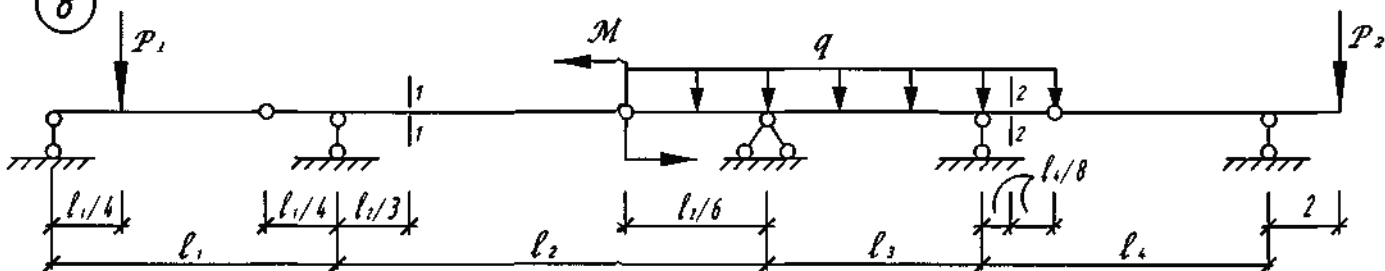 б
P₁ M q P₂
1 2
1 2
l₄/8
l₁/4 l₁/4 l₂/3 l₂/6 2
l₁ l₂ l₃ l₄